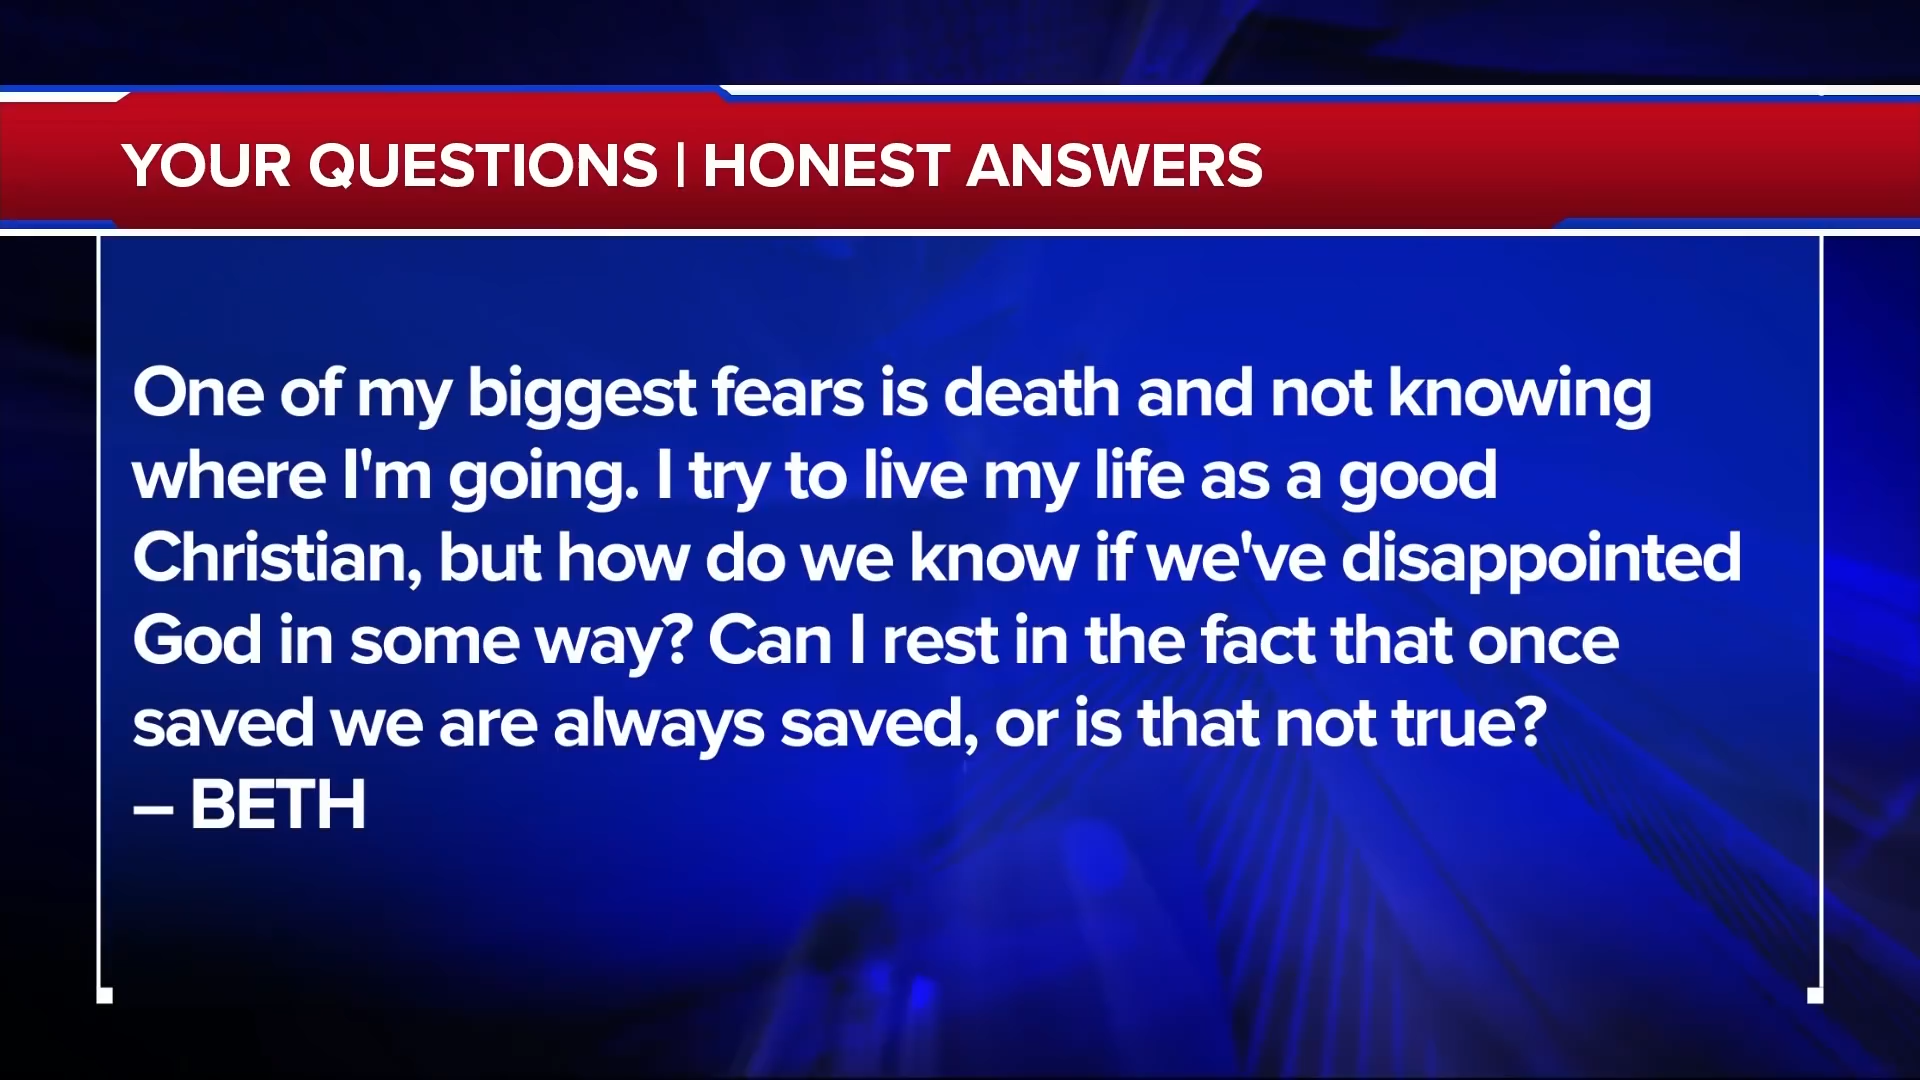 YOUR QUESTIONS | HONEST ANSWERS
One of my biggest fears is death and not knowing
where I'm going. I try to live my life as a good
Christian, but how do we know if we've disappointed
God in some way? Can I rest in the fact that once
saved we are always saved, or is that not true?
– BETH